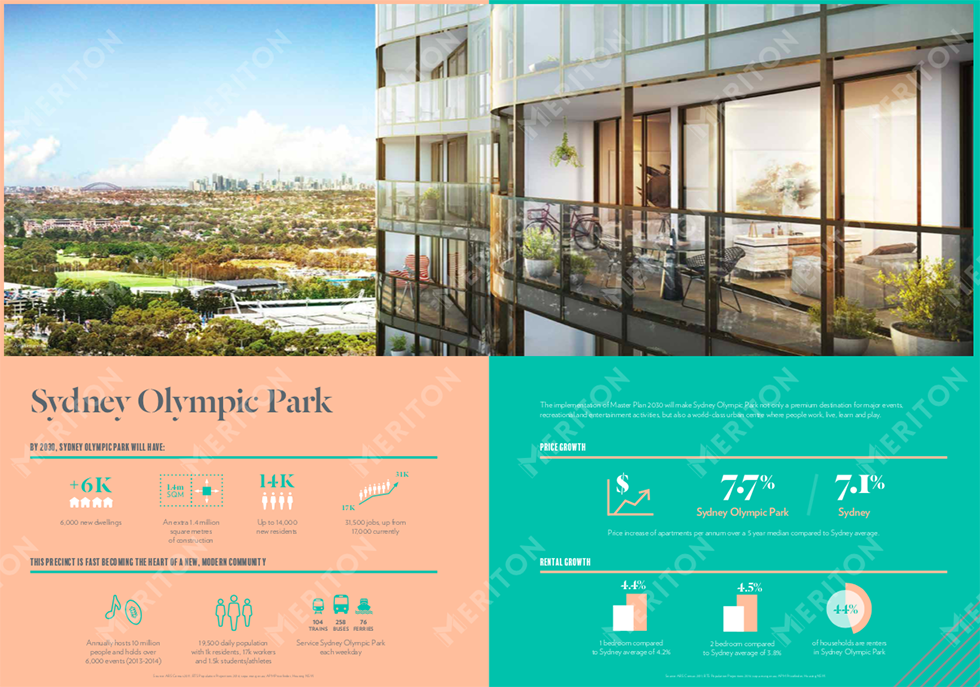 Sydney Olympic Park
BY 2030, SYDNEY OLYMPIC PARK WILL HAVE:
+6K
6,000 new dwellings
1.4m
SQM
An extra 1.4 million
square metres
of construction
14K
Up to 14,000
new residents
31K
17K
31,500 jobs, up from
17,000 currently
THIS PRECINCT IS FAST BECOMING THE HEART OF A NEW, MODERN COMMUNITY
Annually hosts 10 million
people and holds over
6,000 events (2013-2014)
19,500 daily population
with 1k residents, 17k workers
and 1.5k students/athletes
104
TRAINS
258
BUSES
76
FERRIES
Service Sydney Olympic Park
each weekday
The implementation of Master Plan 2030 will make Sydney Olympic Park not only a premium destination for major events,
recreational and entertainment activities, but also a world-class urban centre where people work, live, learn and play.
PRICE GROWTH
$
7.7%
Sydney Olympic Park
/
7.1%
Sydney
Price increase of apartments per annum over a 5 year median compared to Sydney average.
RENTAL GROWTH
4.4%
1 bedroom compared
to Sydney average of 4.2%
4.5%
2 bedroom compared
to Sydney average of 3.8%
44%
of households are renters
in Sydney Olympic Park
MERITON